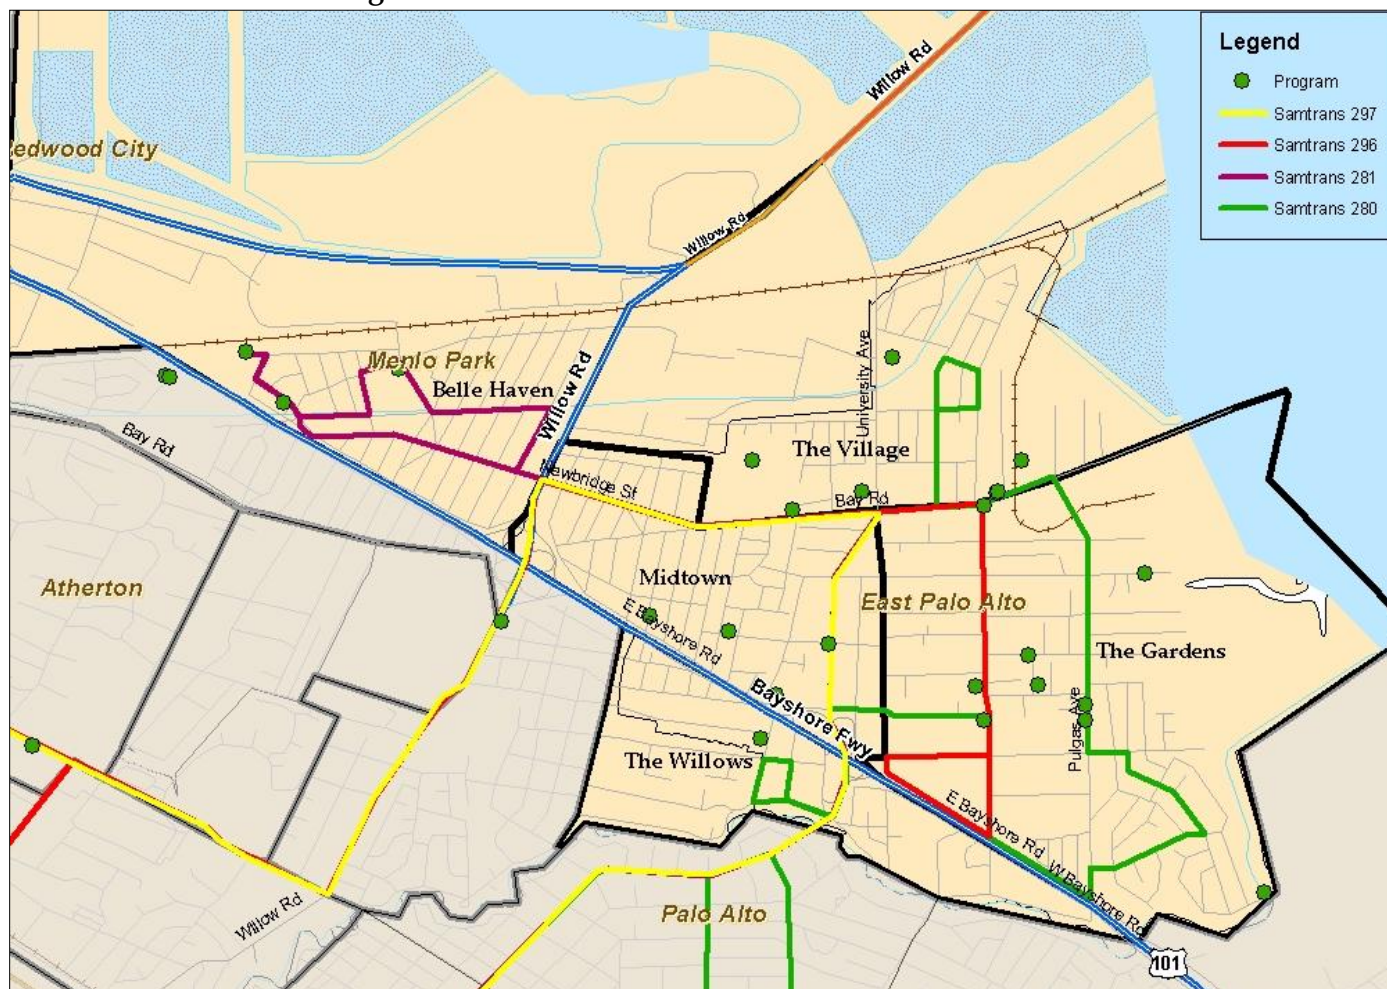 g
Willow Rd
Legend
Program
Samtrans 297
Samtrans 296
Samtrans 281
Samtrans 280
edwood City
Willow Rd
Menlo Park
Belle Haven
Willow Rd
University Ave
Bay Rd
The Village
Newbridge St
Bay Rd
Atherton
Midtown
East Palo Alto
E Bayshore Rd
The Gardens
Bayshore Fwy
Pulgas Ave
The Willows
E Bayshore Rd
W Bayshore Rd
Willow Rd
Palo Alto
101